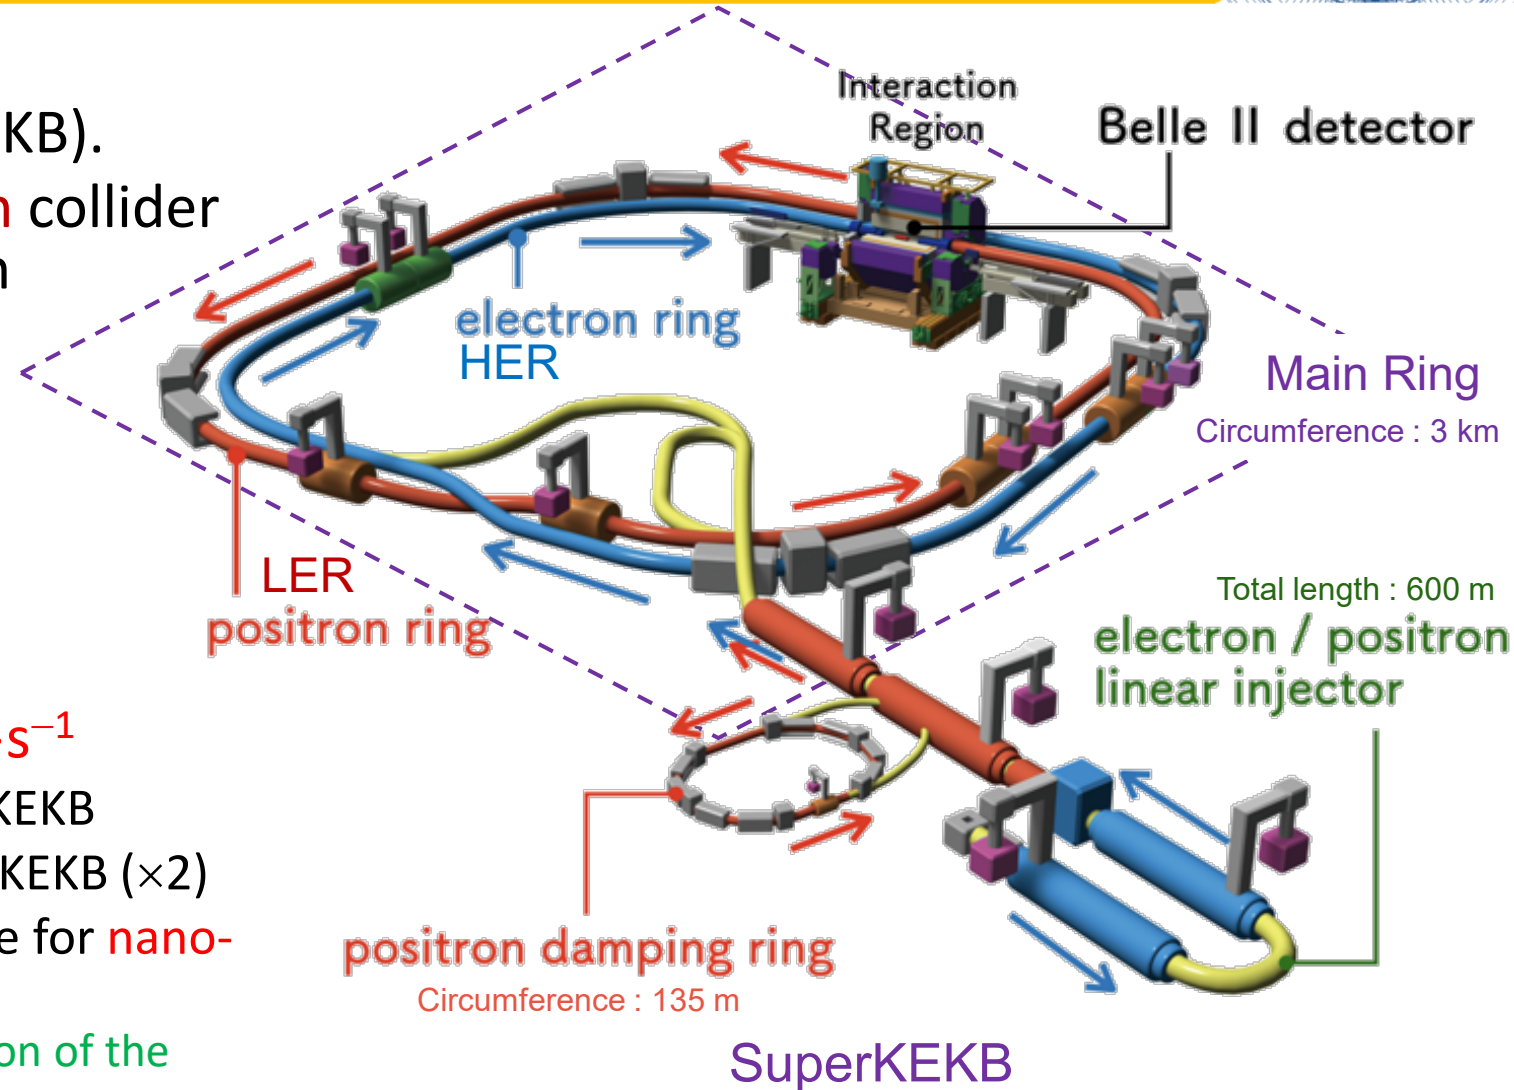 KB).
n collider
n
·s⁻¹
KEKB
KEKB (×2)
e for nano-
on of the
Interaction
Region
Belle II detector
electron ring
HER
Main Ring
Circumference : 3 km
LER
positron ring
Total length : 600 m
electron / positron
linear injector
positron damping ring
Circumference : 135 m
SuperKEKB